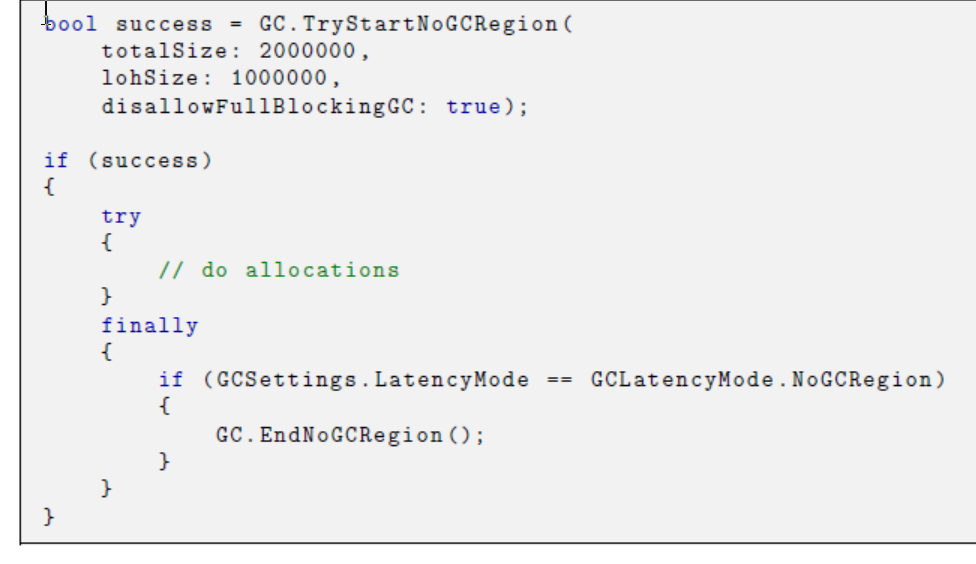 bool success = GC.TryStartNoGCRegion(
    totalSize: 2000000,
    lohSize: 1000000,
    disallowFullBlockingGC: true);

if (success)
{
    try
    {
        // do allocations
    }
    finally
    {
        if (GCSettings.LatencyMode == GCLatencyMode.NoGCRegion)
        {
            GC.EndNoGCRegion();
        }
    }
}